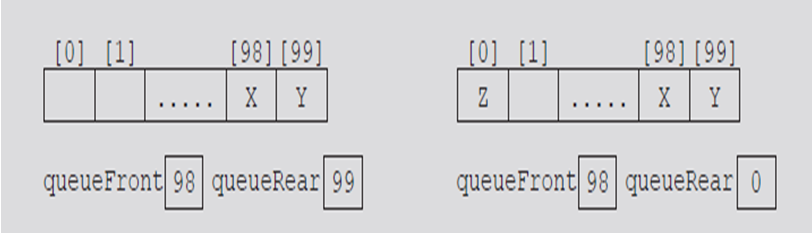 [0] [1] [98] [99] [0] [1] [98] [99]
..... X Y Z ..... X Y
queueFront 98 queueRear 99 queueFront 98 queueRear 0